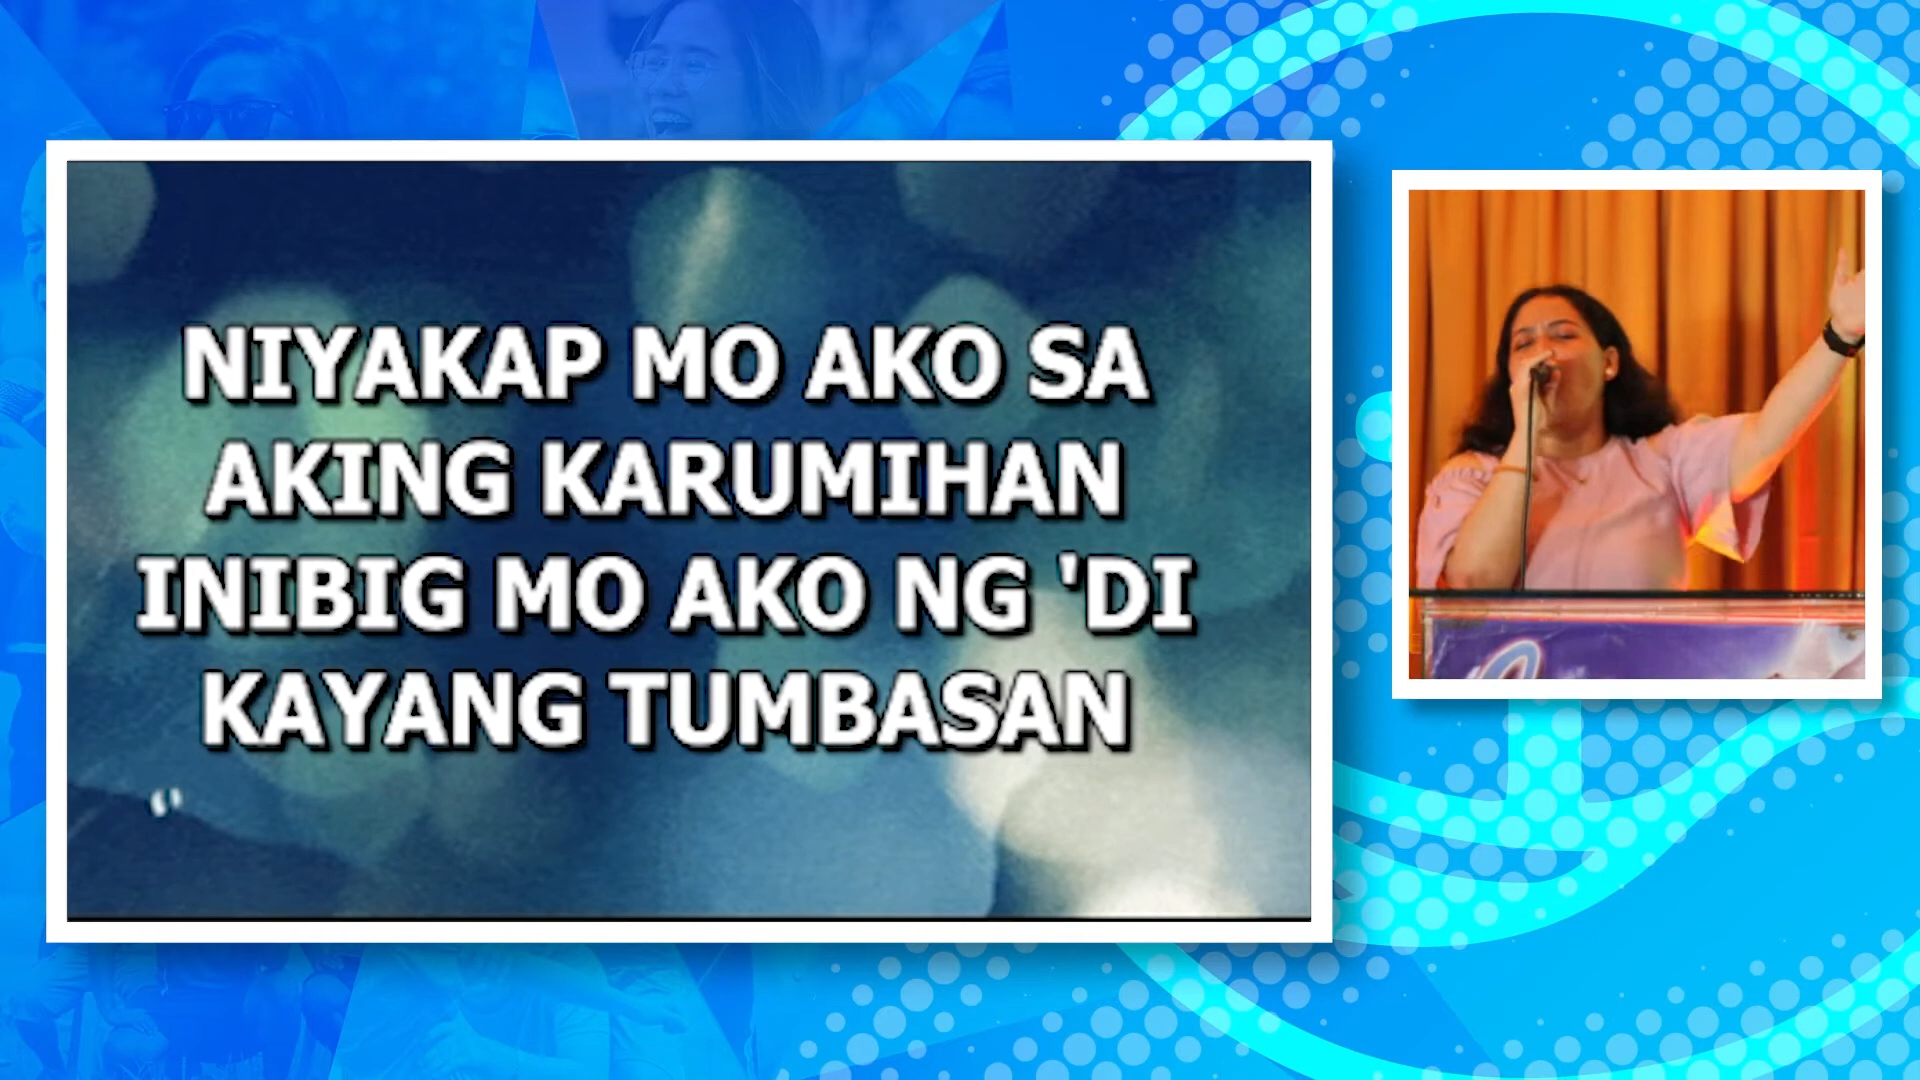 NIYAKAP MO AKO SA
AKING KARUMIHAN
INIBIG MO AKO NG 'DI
KAYANG TUMBASAN